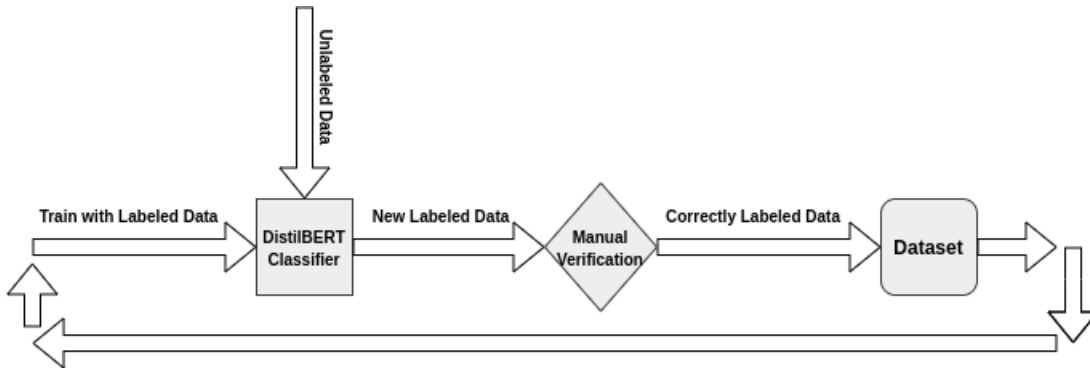 Unlabeled Data
Train with Labeled Data
DistilBERT
Classifier
New Labeled Data
Manual
Verification
Correctly Labeled Data
Dataset